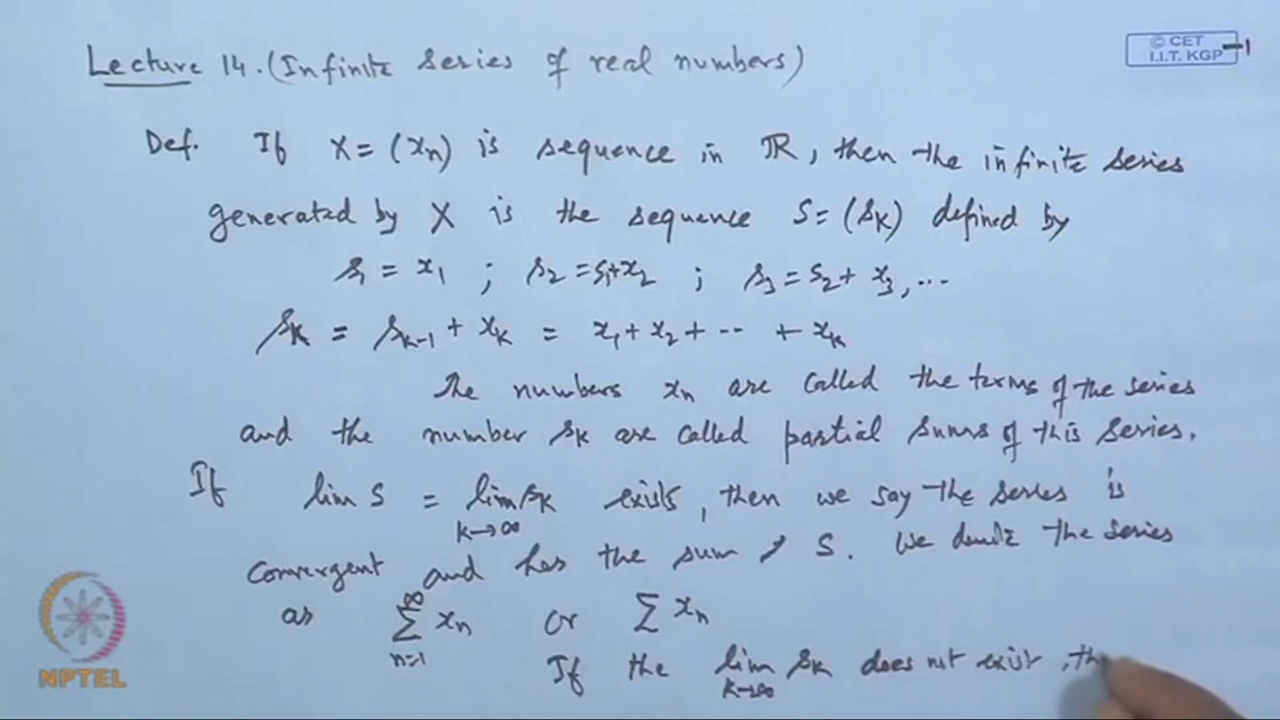 Lecture 14. (Infinite series of real numbers)
© CET
I.I.T. KGP
-1
Def. If X = (xn) is sequence in ℝ, then the infinite series
generated by X is the sequence S = (sk) defined by
s1 = x1 ; s2 = s1+x2 ; s3 = s2 + x3, ...
sk = sk-1 + xk = x1 + x2 + -- + xk
The numbers xn are called the terms of the series
and the number sk are called partial sums of this series.
If lim S = lim sk exists, then we say the series is
k→∞
convergent and has the sum S. We denote the series
as ∞∑n=1 xn or ∑ xn
If the lim sk does not exist, th
k→∞
NPTEL